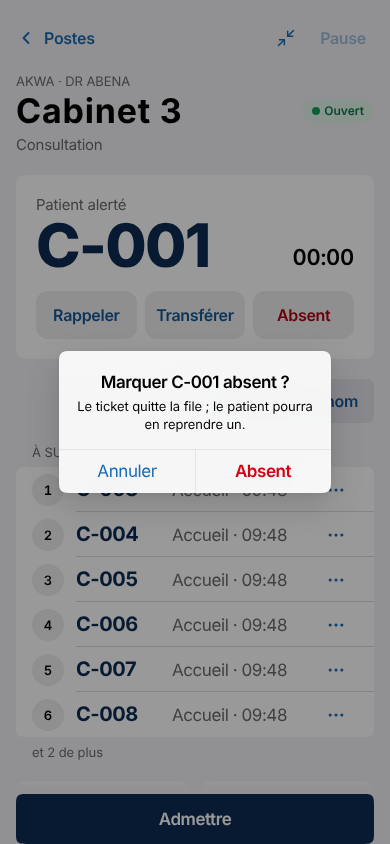 Postes
Pause
AKWA · DR ABENA
Cabinet 3
Ouvert
Consultation
Patient alerté
C-001
00:00
Rappeler
Transférer
Absent
Marquer C-001 absent ?
Le ticket quitte la file ; le patient pourra
en reprendre un.
nom
À SU
Annuler
Absent
1
2 C-004 Accueil · 09:48
3 C-005 Accueil · 09:48
4 C-006 Accueil · 09:48
5 C-007 Accueil · 09:48
6 C-008 Accueil · 09:48
et 2 de plus
Admettre